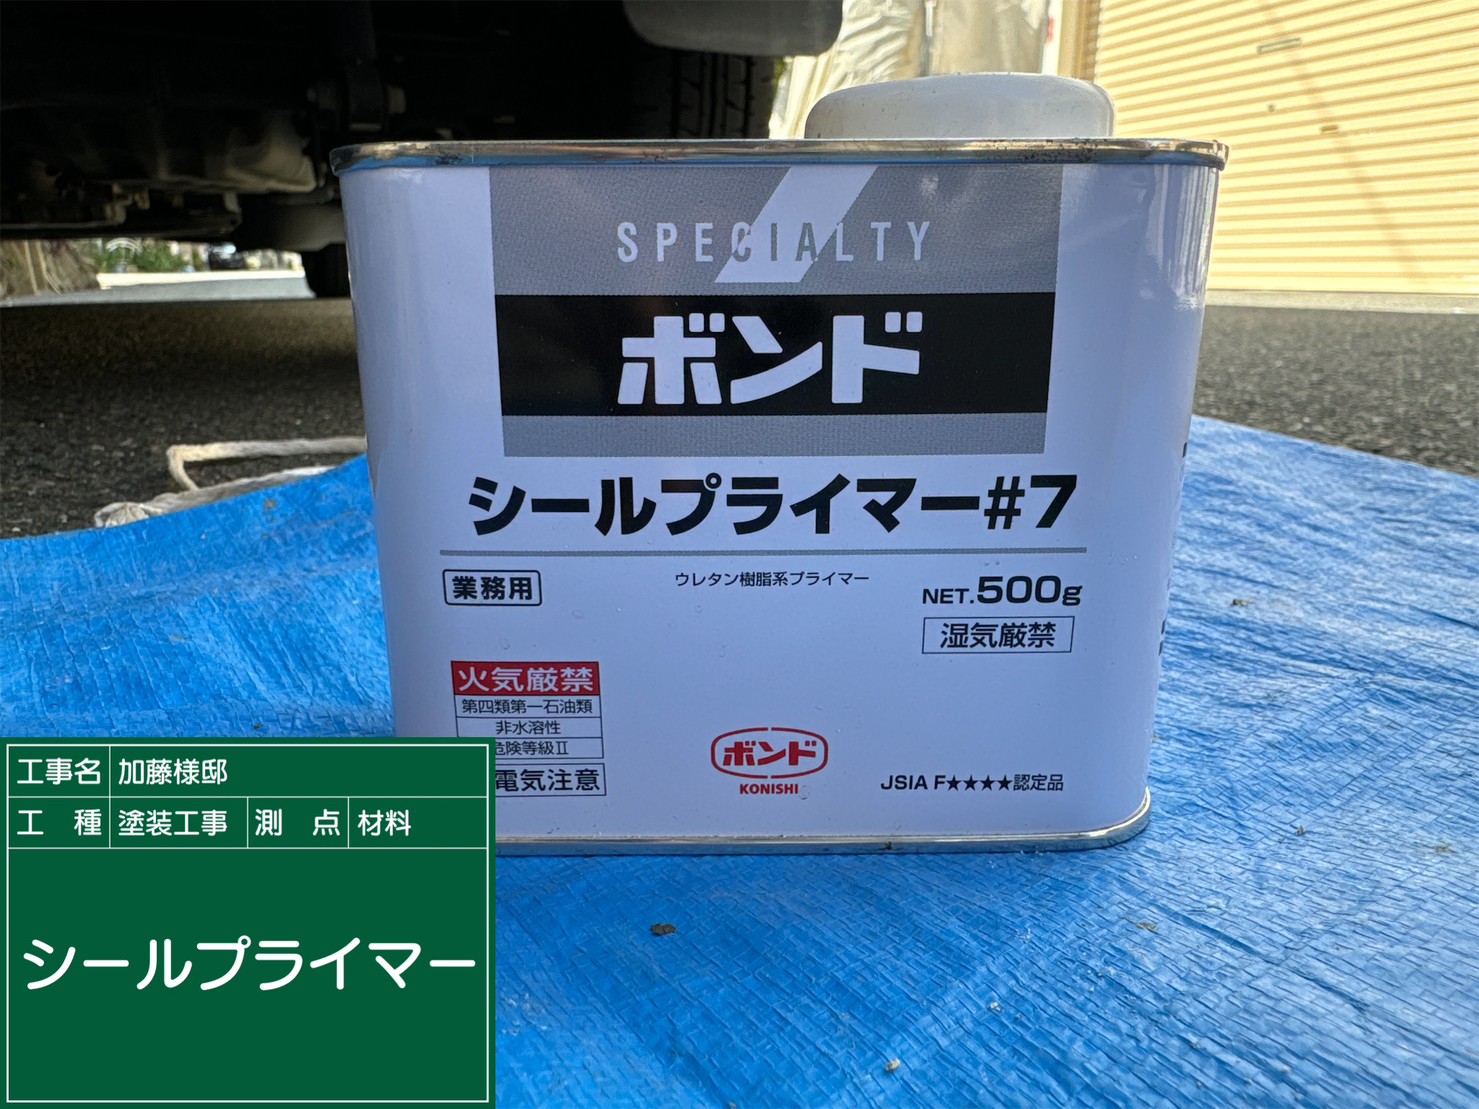 SPECIALTY
ボンド
シールプライマー#7
業務用
ウレタン樹脂系プライマー
NET.500g
湿気厳禁
火気厳禁
第四類第一石油類
非水溶性
危険等級Ⅱ
電気注意
ボンド
KONISHI
JSIA F★★★★認定品
工事名 加藤様邸
工 種 塗装工事 測 点 材料
シールプライマー